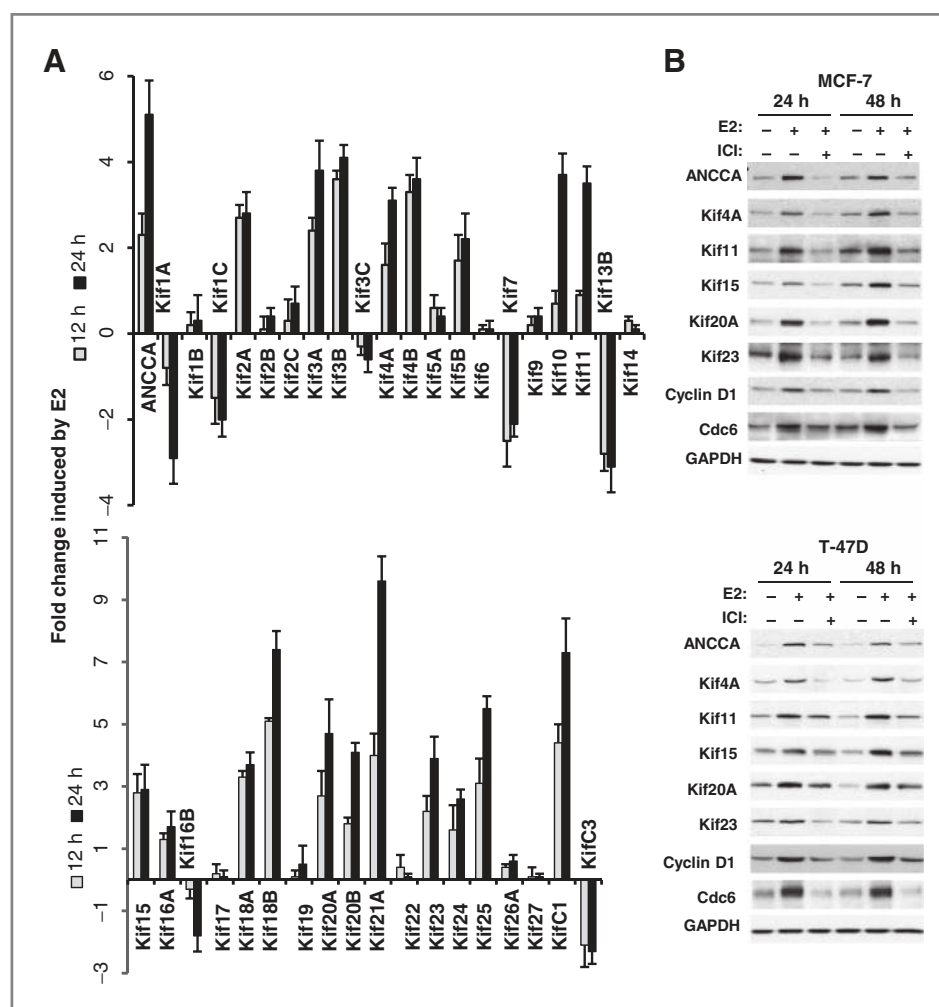 A
Fold change induced by E2
12 h 24 h
6
4
2
0
−2
−4
ANCCA
Kif1A
Kif1B
Kif1C
Kif2A
Kif2B
Kif2C
Kif3A
Kif3B
Kif3C
Kif4A
Kif4B
Kif5A
Kif5B
Kif6
Kif7
Kif9
Kif10
Kif11
Kif13B
Kif14
12 h 24 h
11
9
7
5
3
1
−1
−3
Kif15
Kif16A
Kif16B
Kif17
Kif18A
Kif18B
Kif19
Kif20A
Kif20B
Kif21A
Kif22
Kif23
Kif24
Kif25
Kif26A
Kif27
KifC1
KifC3
B
MCF-7
24 h 48 h
E2: − + + − + +
ICI: − − + − − +
ANCCA
Kif4A
Kif11
Kif15
Kif20A
Kif23
Cyclin D1
Cdc6
GAPDH
T-47D
24 h 48 h
E2: − + + − + +
ICI: − − + − − +
ANCCA
Kif4A
Kif11
Kif15
Kif20A
Kif23
Cyclin D1
Cdc6
GAPDH